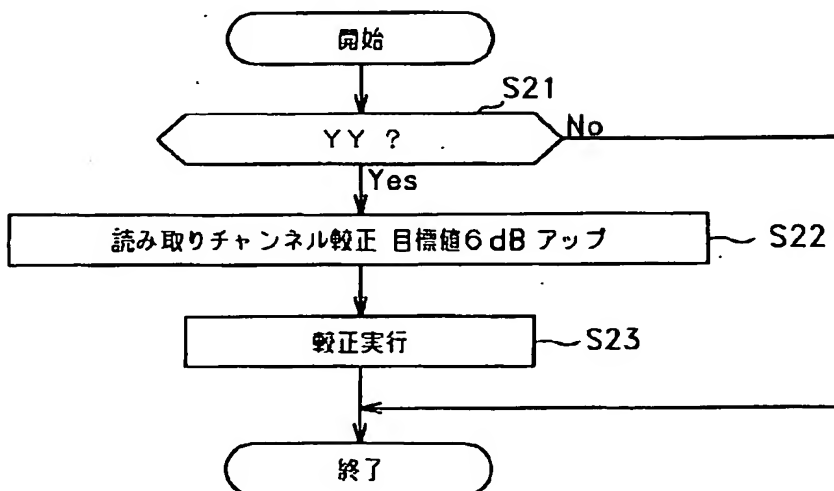 開始
S21
YY ?
No
Yes
読み取りチャンネル較正 目標値6dB アップ
S22
較正実行
S23
終了